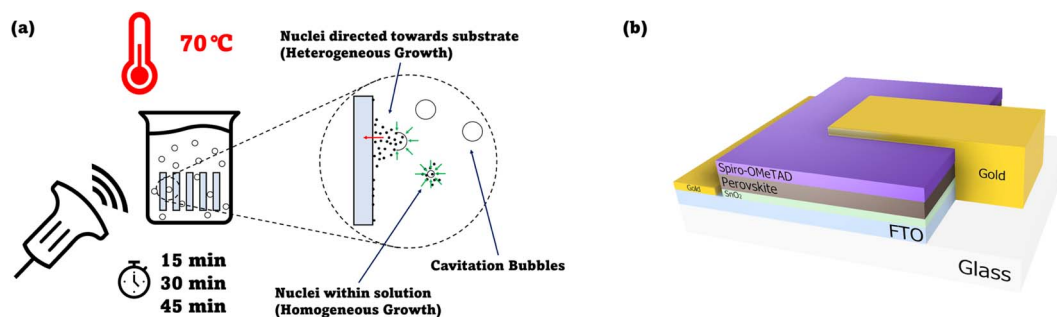 (a)
70 °C
Nuclei directed towards substrate
(Heterogeneous Growth)
Cavitation Bubbles
Nuclei within solution
(Homogeneous Growth)
15 min
30 min
45 min
(b)
Spiro-OMeTAD
Perovskite
Gold
SnO₂
Gold
FTO
Glass